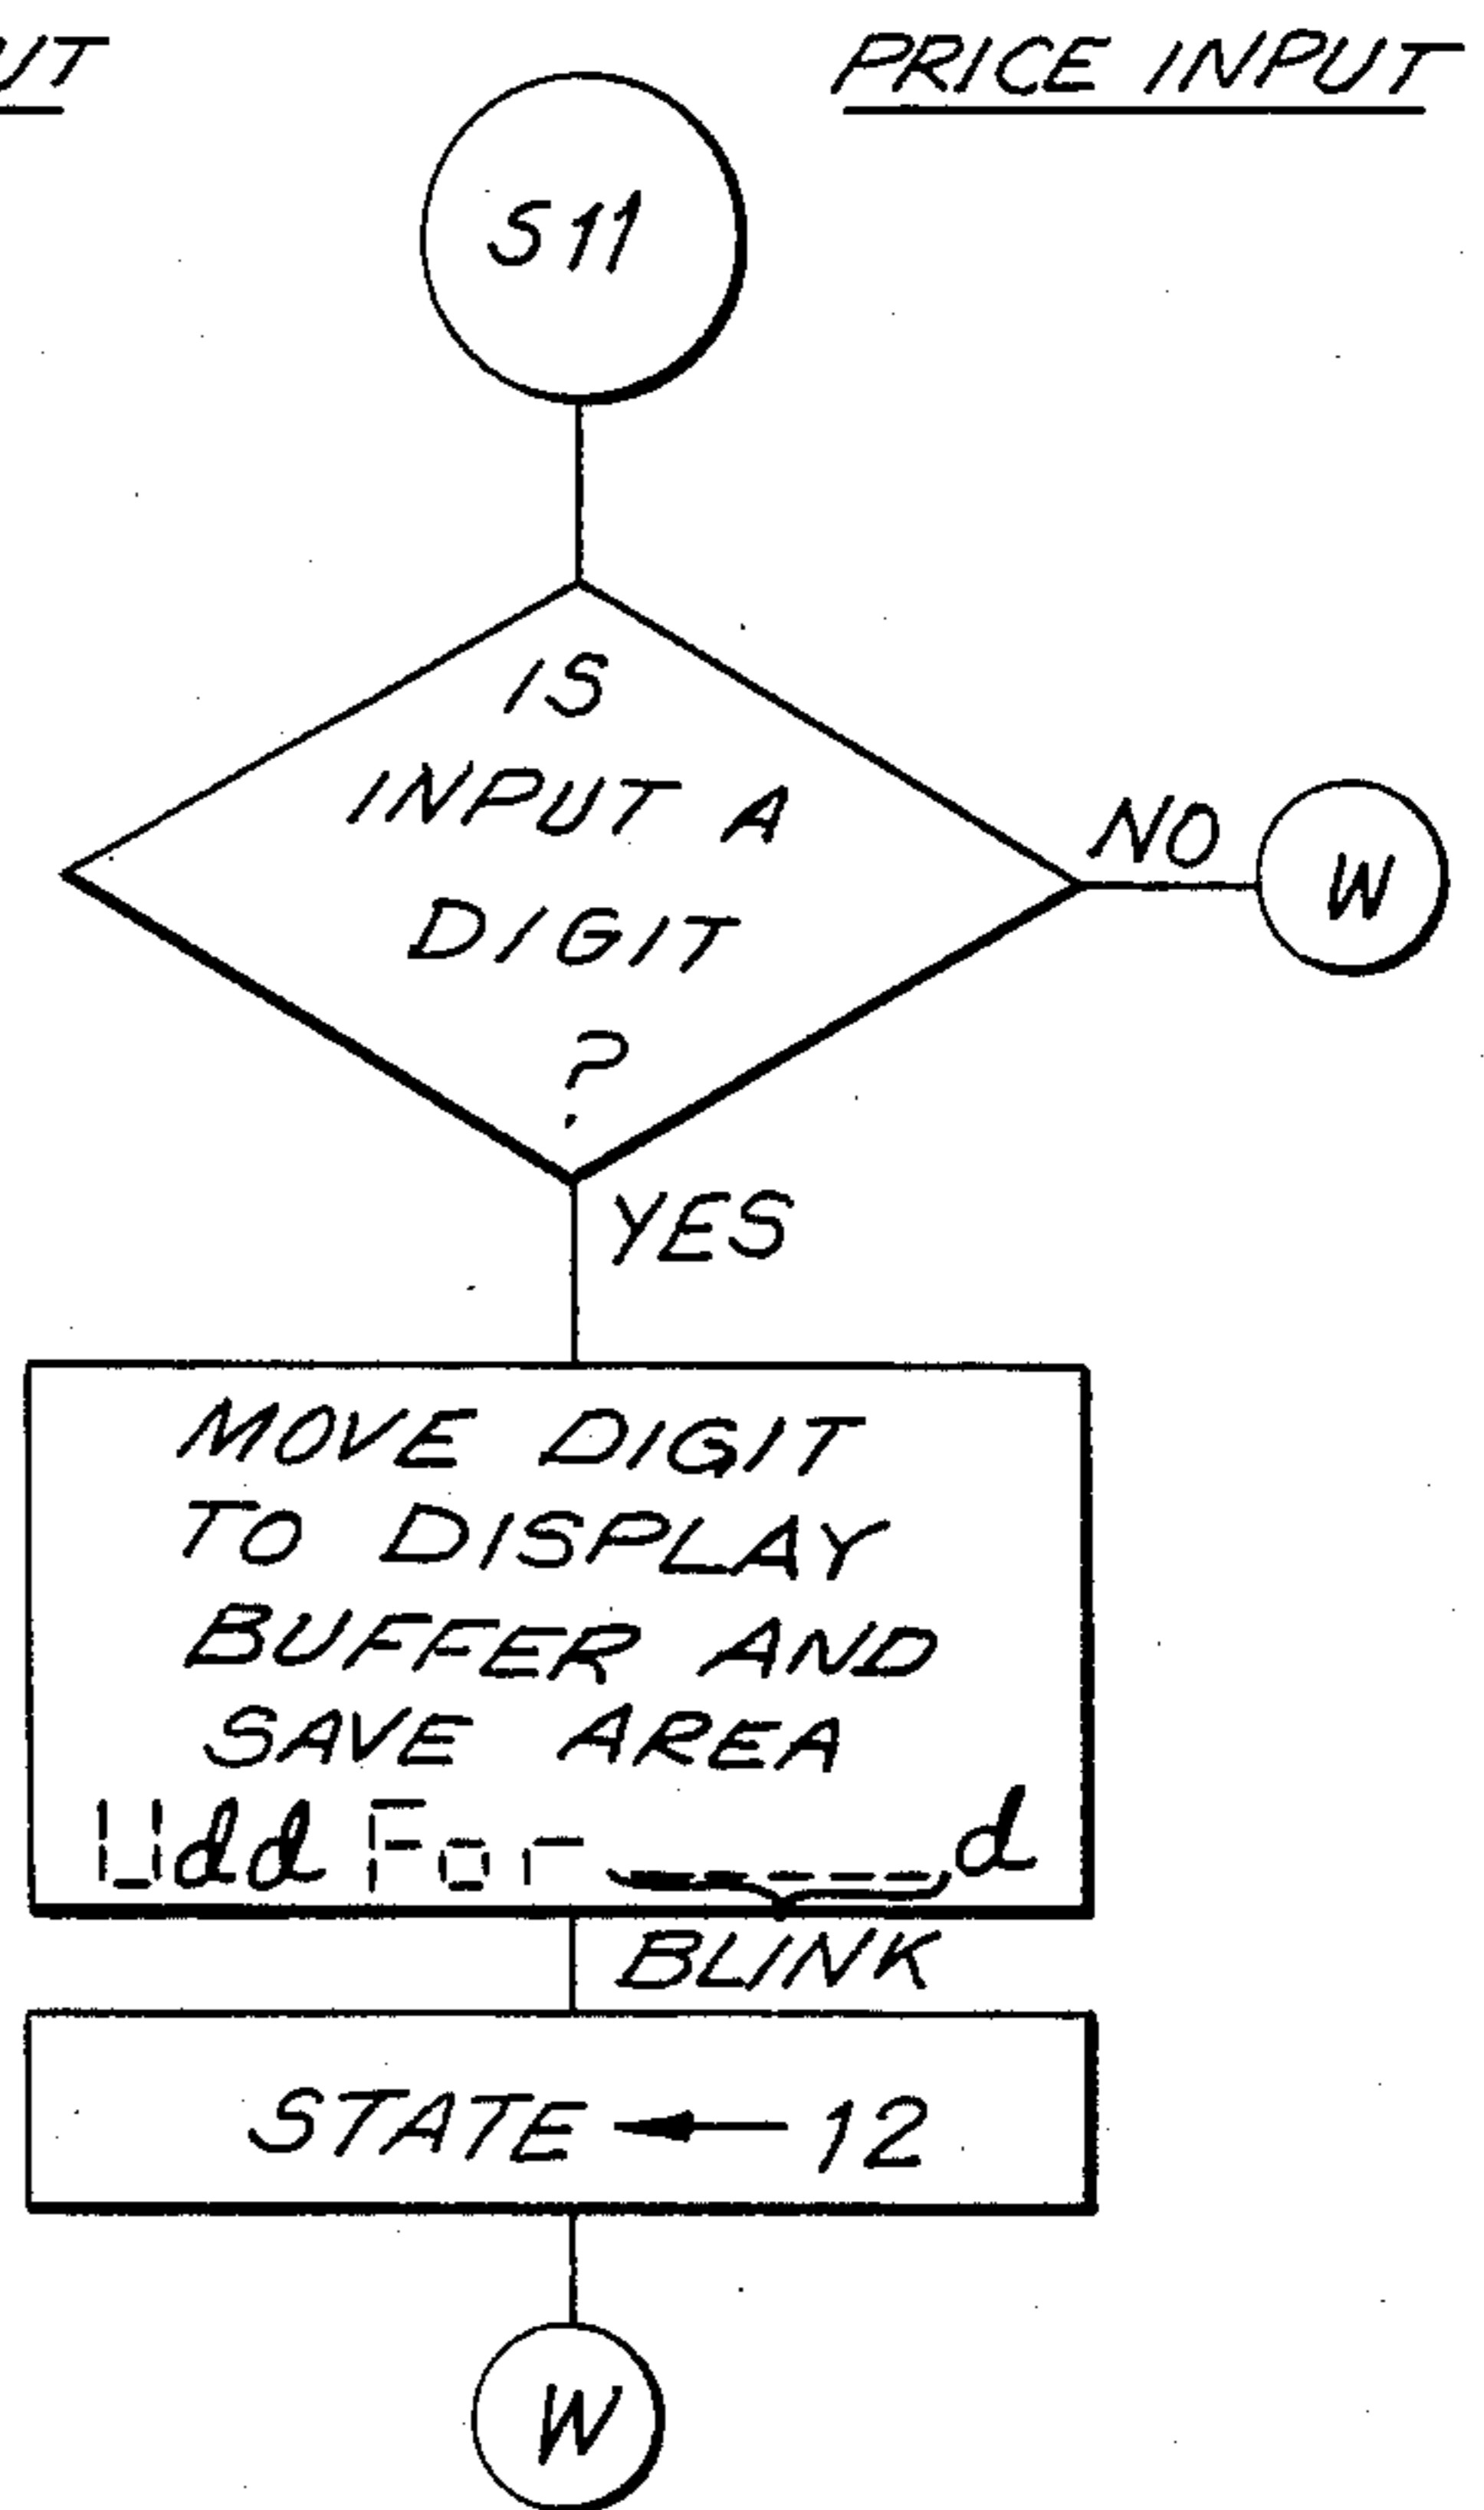 UT
PRICE INPUT
S11
IS
INPUT A
DIGIT
?
NO
W
YES
MOVE DIGIT
TO DISPLAY
BUFFER AND
SAVE AREA
Udd For _ _ _ _ d
BLINK
STATE ← 12
W